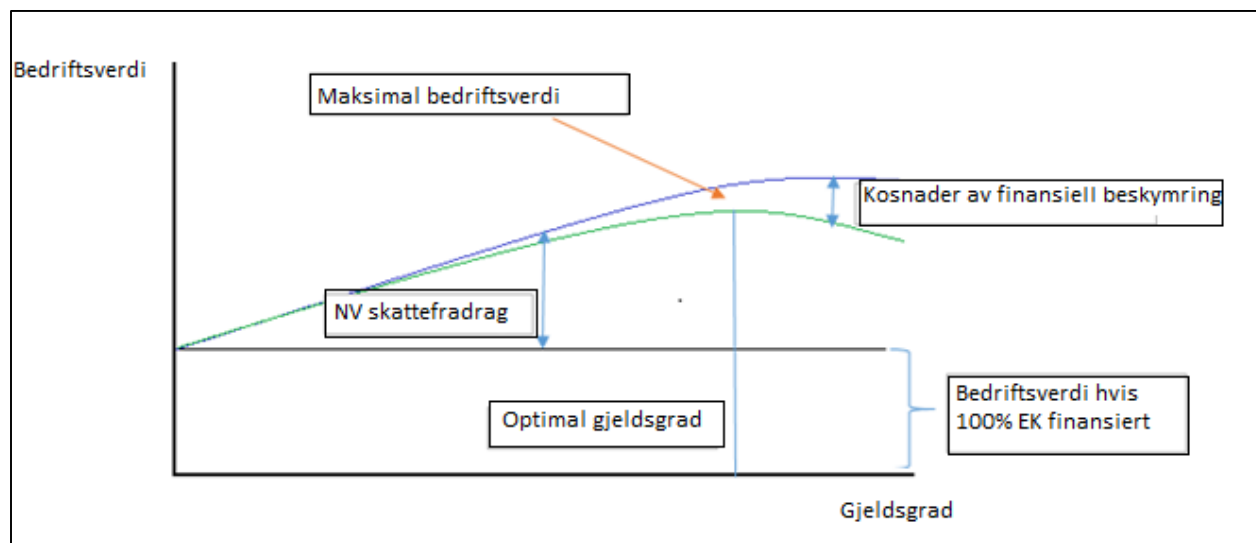 Bedriftsverdi
Maksimal bedriftsverdi
Kosnader av finansiell beskymring
NV skattefradrag
Bedriftsverdi hvis
100% EK finansiert
Optimal gjeldsgrad
Gjeldsgrad